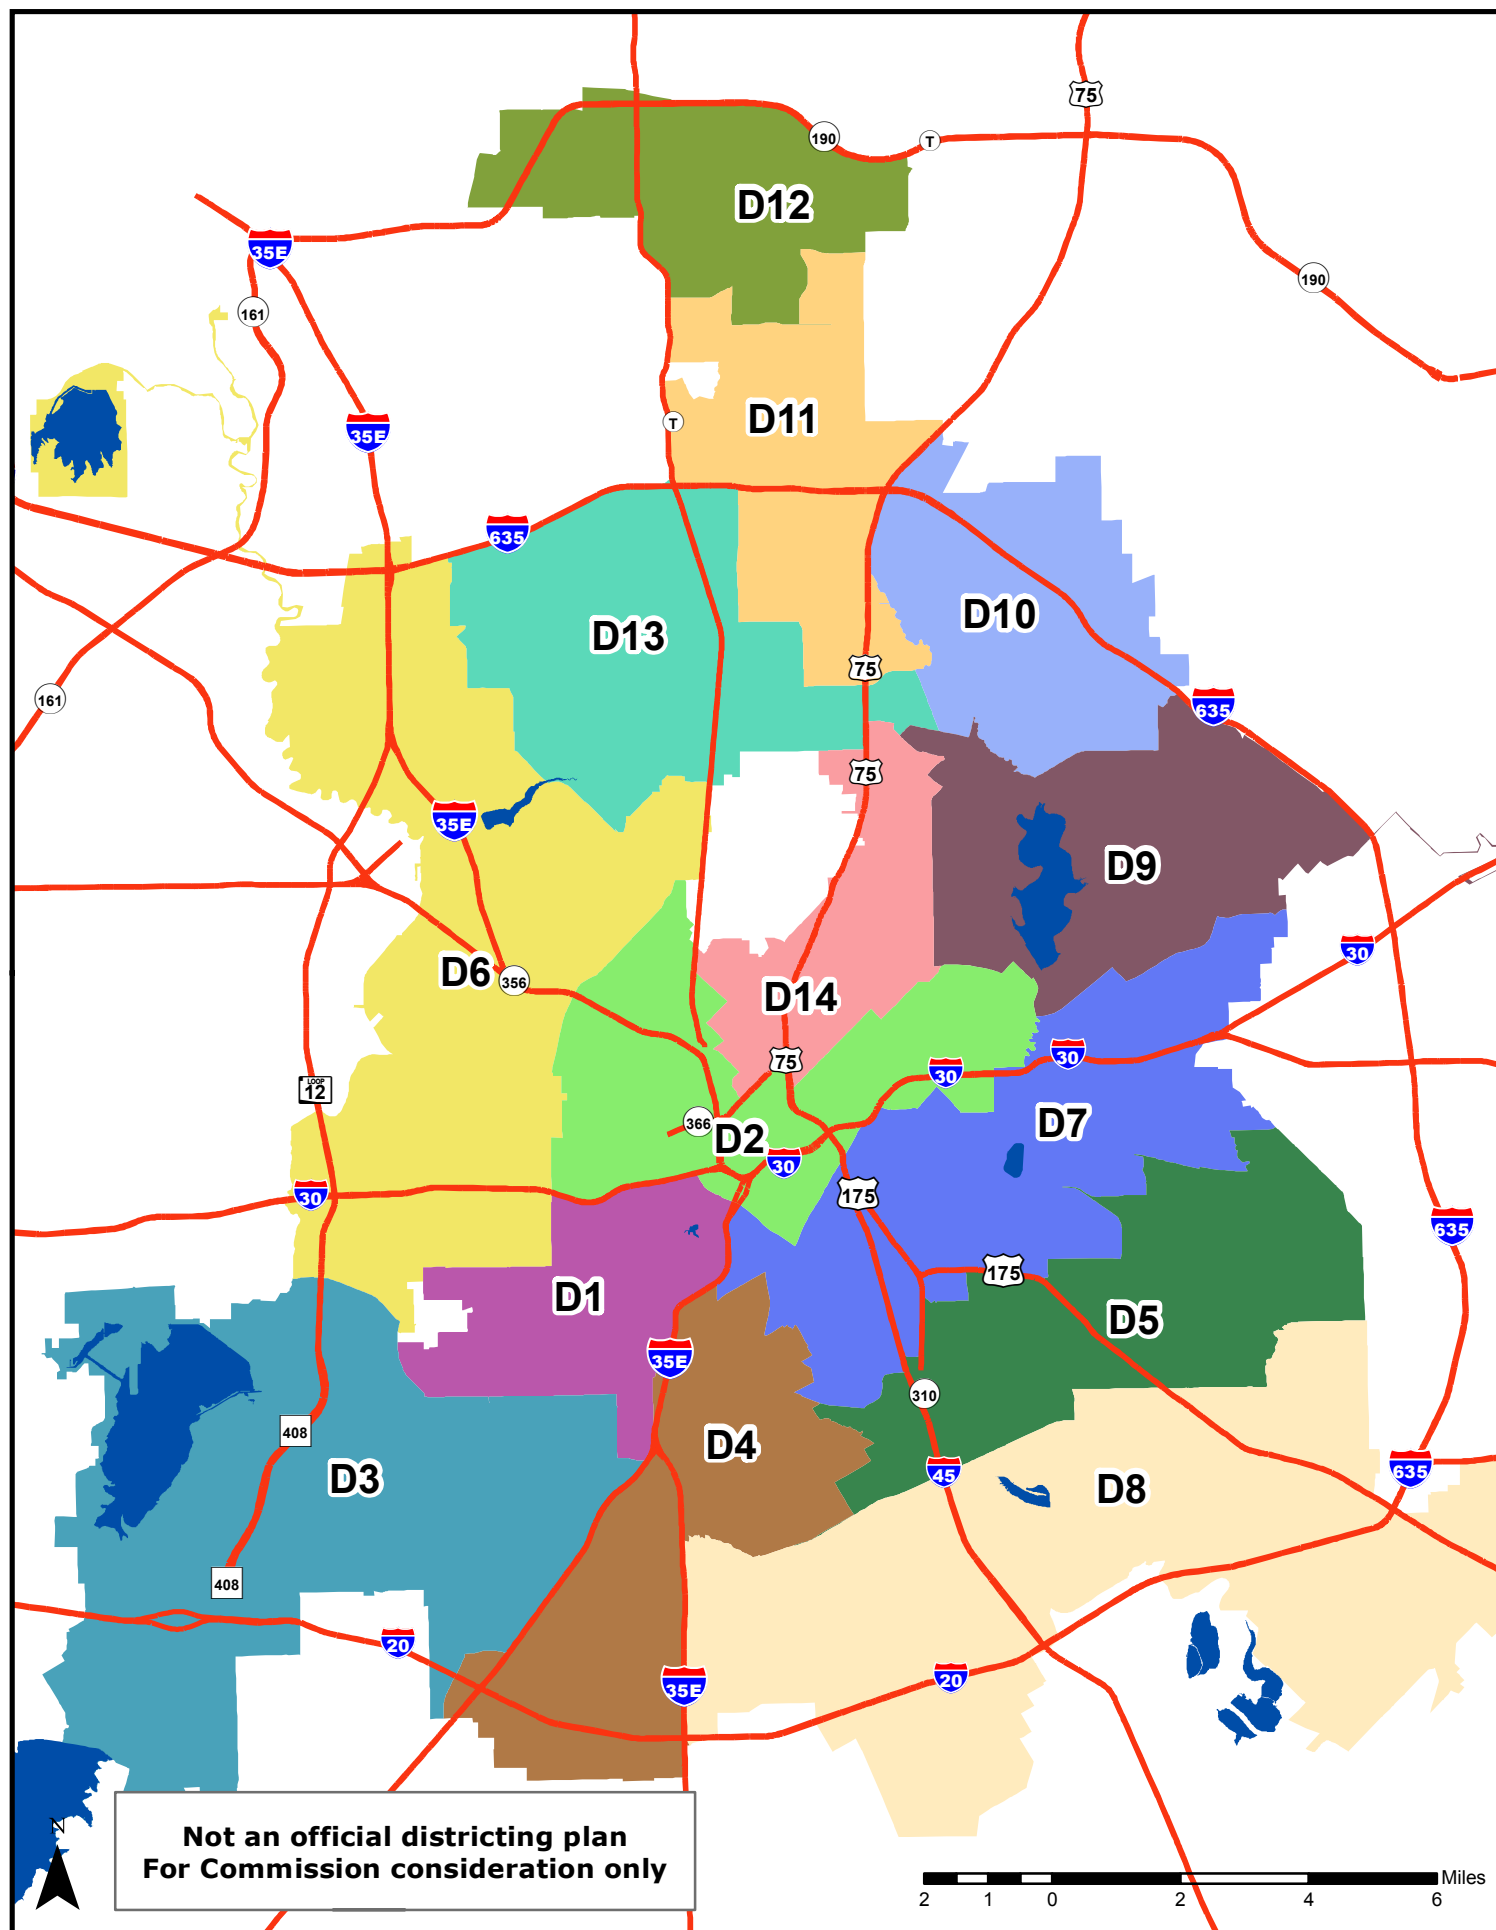 75
190
T
D12
35E
190
161
D11
T
35E
635
D10
D13
75
161
635
75
35E
D9
30
D6
356
D14
30
75
30
LOOP
12
366
D2
D7
30
30
175
635
175
D1
D5
35E
310
D4
408
45
635
D3
D8
408
20
20
35E
N
Not an official districting plan
For Commission consideration only
Miles
2 1 0 2 4 6